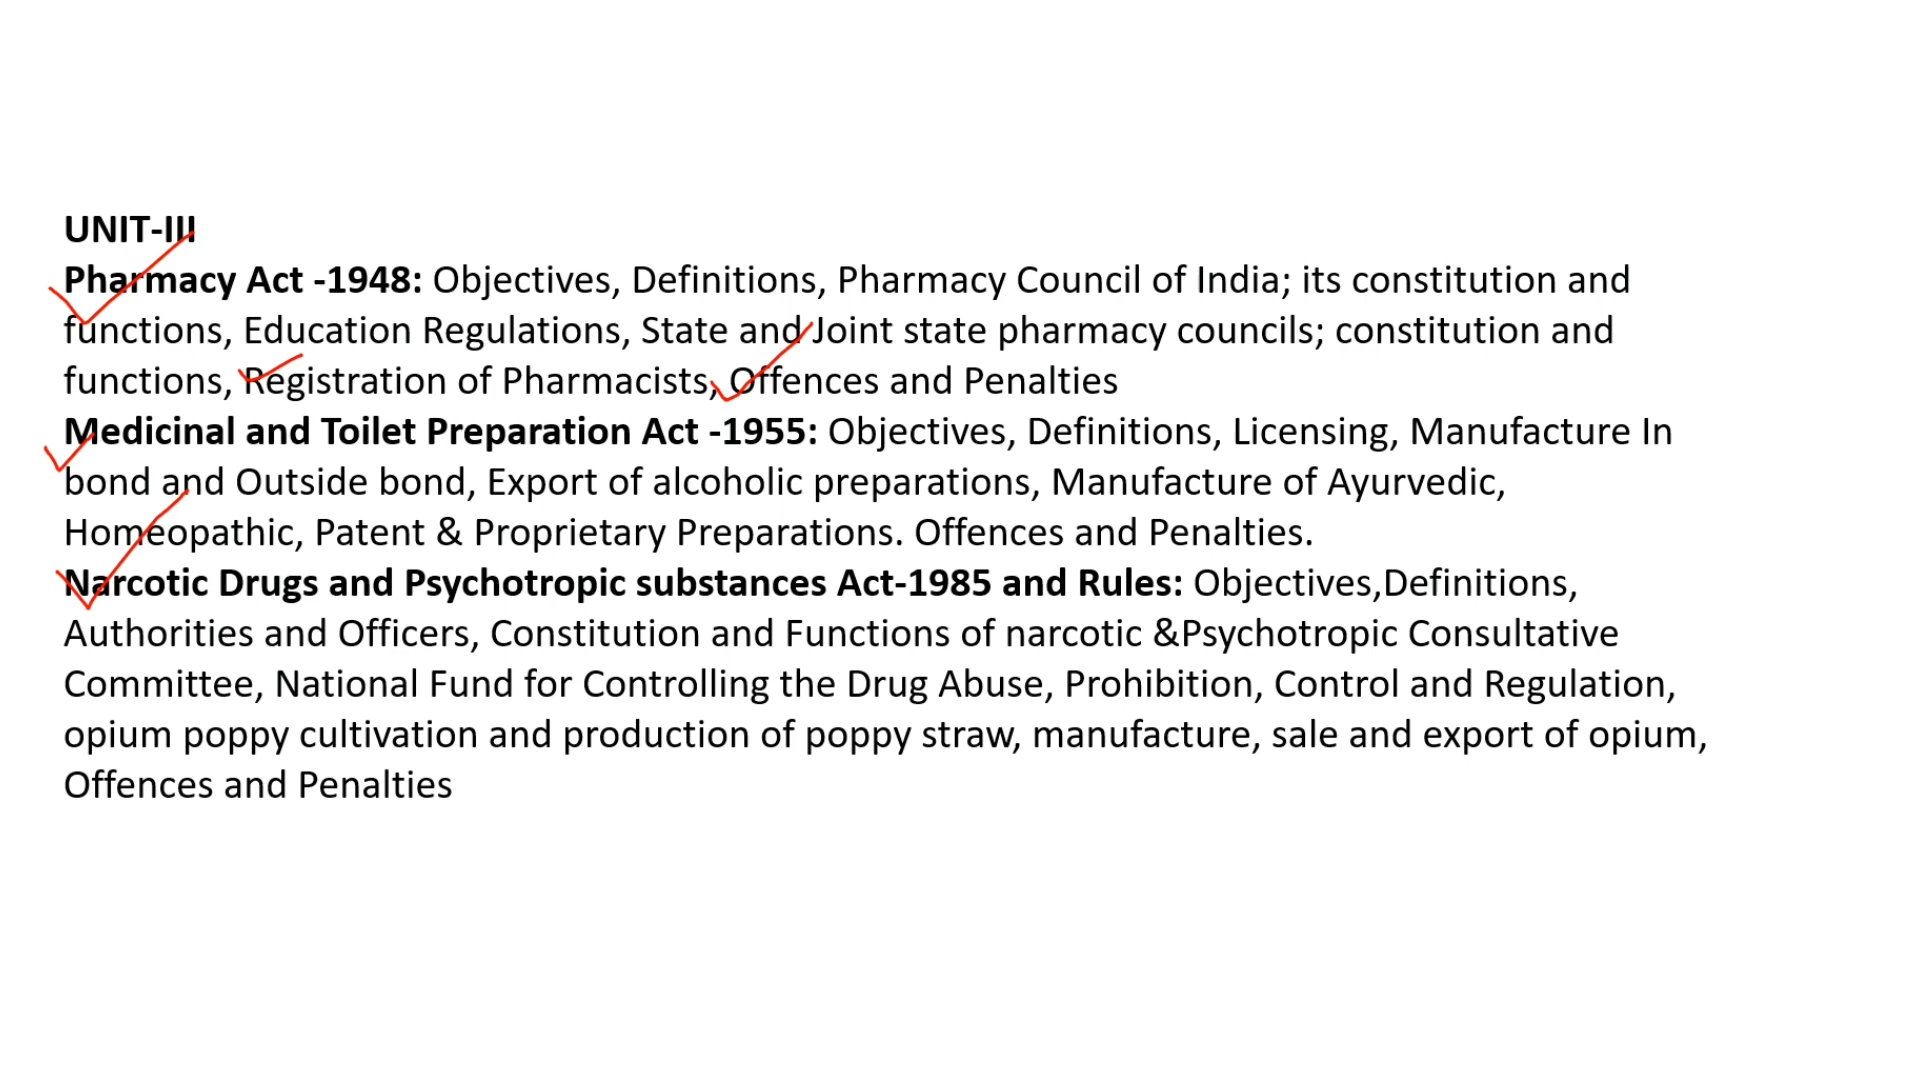 UNIT-III
Pharmacy Act -1948: Objectives, Definitions, Pharmacy Council of India; its constitution and
functions, Education Regulations, State and Joint state pharmacy councils; constitution and
functions, Registration of Pharmacists, Offences and Penalties
Medicinal and Toilet Preparation Act -1955: Objectives, Definitions, Licensing, Manufacture In
bond and Outside bond, Export of alcoholic preparations, Manufacture of Ayurvedic,
Homeopathic, Patent & Proprietary Preparations. Offences and Penalties.
Narcotic Drugs and Psychotropic substances Act-1985 and Rules: Objectives,Definitions,
Authorities and Officers, Constitution and Functions of narcotic &Psychotropic Consultative
Committee, National Fund for Controlling the Drug Abuse, Prohibition, Control and Regulation,
opium poppy cultivation and production of poppy straw, manufacture, sale and export of opium,
Offences and Penalties